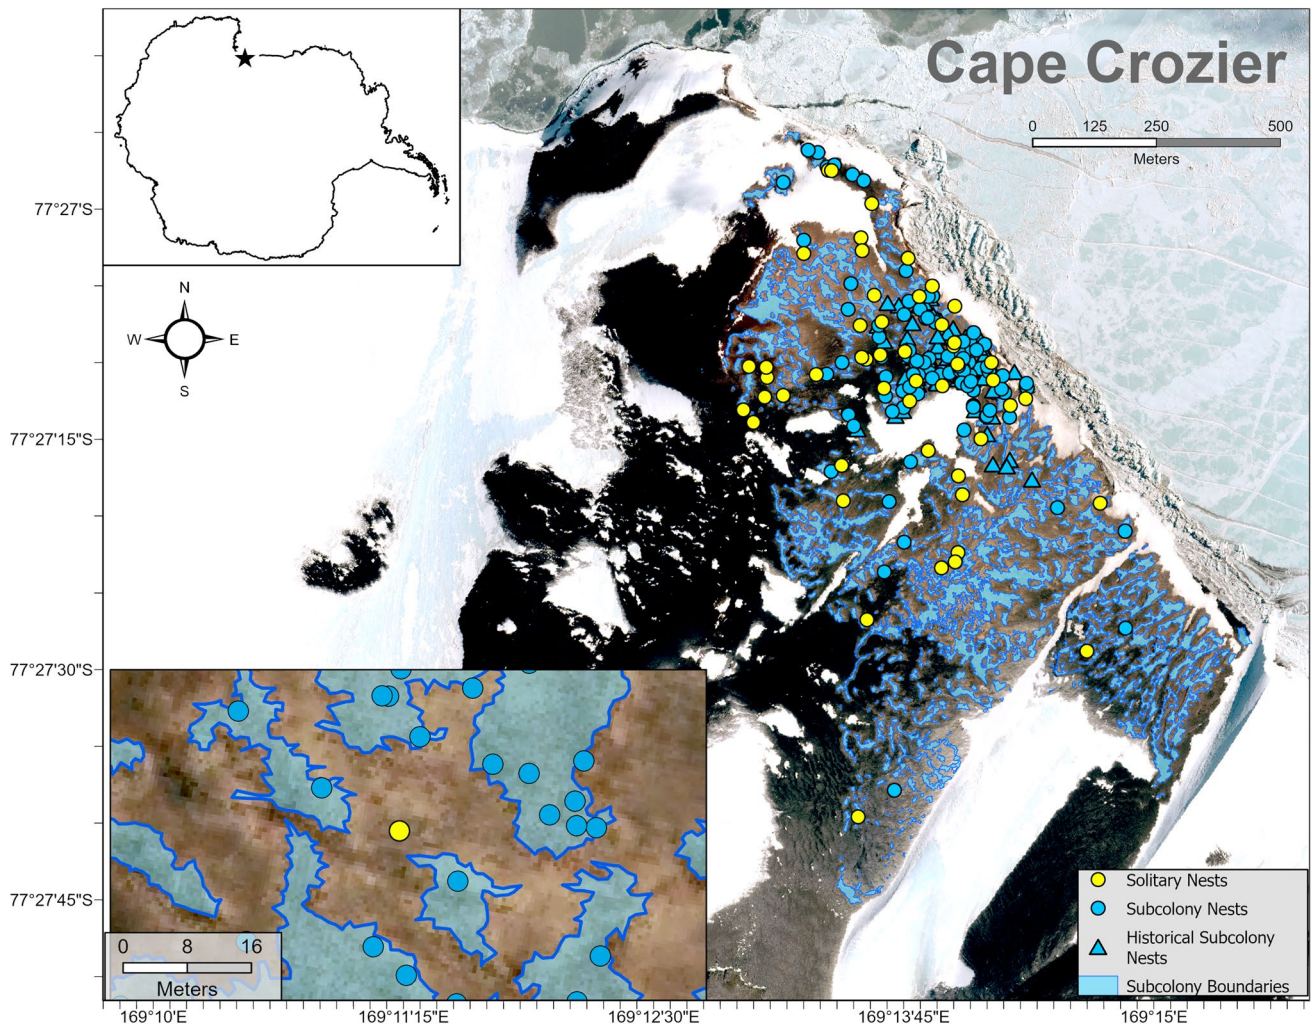 Cape Crozier
0 125 250 500
Meters
77°27'S
N
W E
S
77°27'15"S
77°27'30"S
77°27'45"S
0 8 16
Meters
Solitary Nests
Subcolony Nests
Historical Subcolony
Nests
Subcolony Boundaries
169°10'E 169°11'15"E 169°12'30"E 169°13'45"E 169°15'E